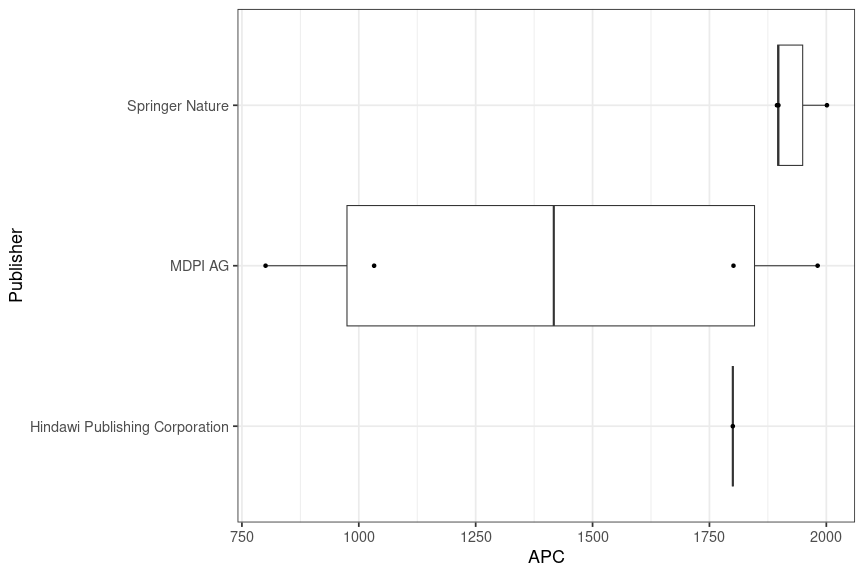 Publisher
Springer Nature
MDPI AG
Hindawi Publishing Corporation
750 1000 1250 1500 1750 2000
APC